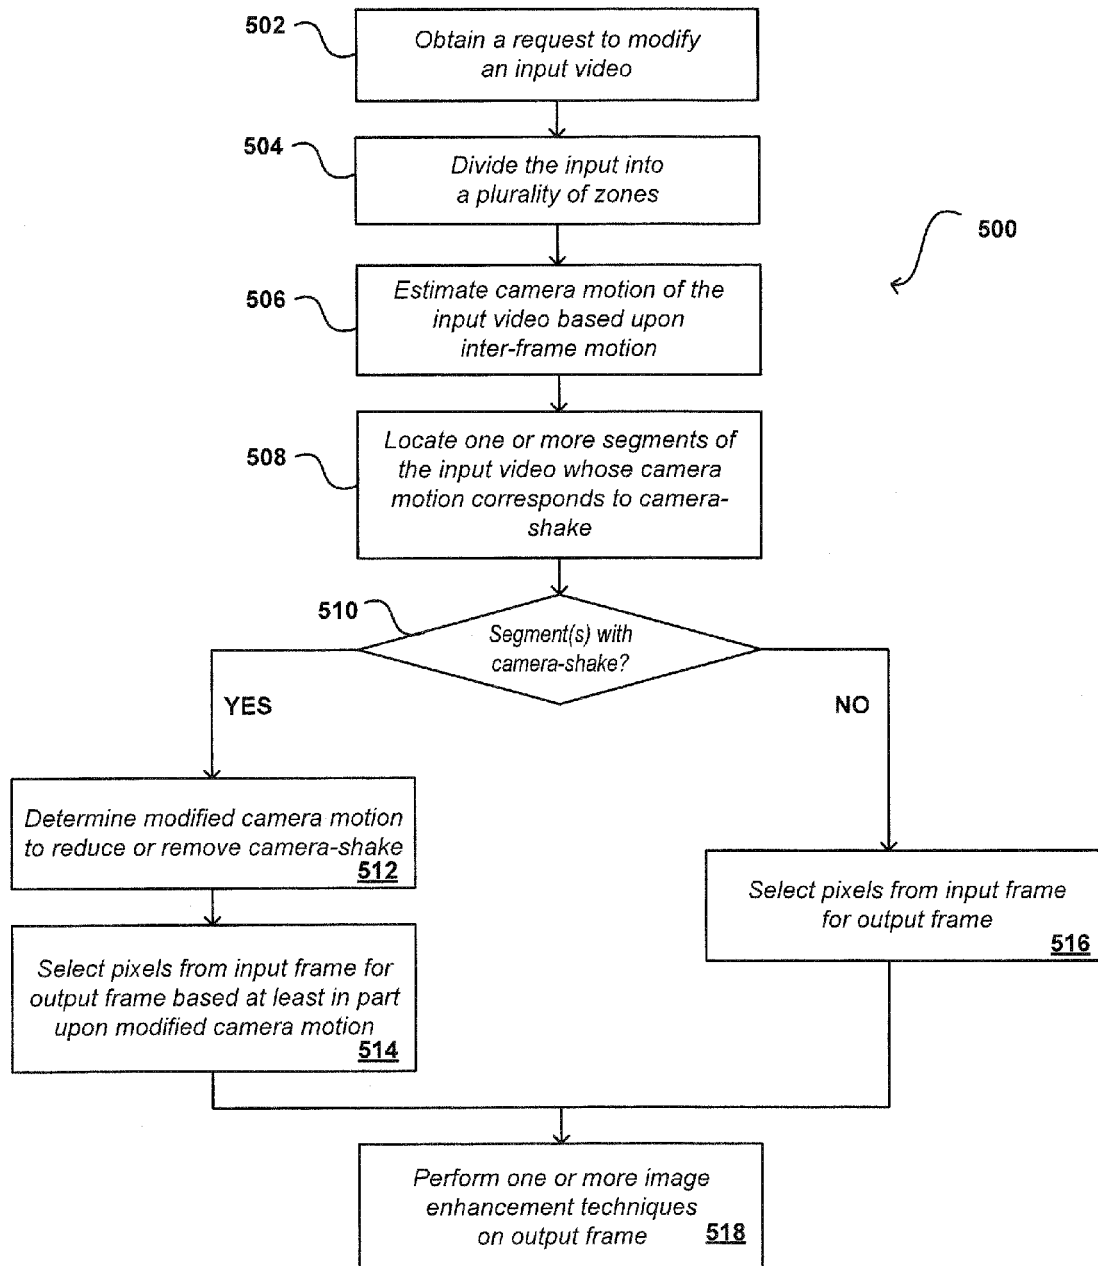 502
Obtain a request to modify
an input video
504
Divide the input into
a plurality of zones
500
506
Estimate camera motion of the
input video based upon
inter-frame motion
508
Locate one or more segments of
the input video whose camera
motion corresponds to camera-
shake
510
Segment(s) with
camera-shake?
YES
NO
Determine modified camera motion
to reduce or remove camera-shake
512
Select pixels from input frame
for output frame
516
Select pixels from input frame for
output frame based at least in part
upon modified camera motion
514
Perform one or more image
enhancement techniques
on output frame
518